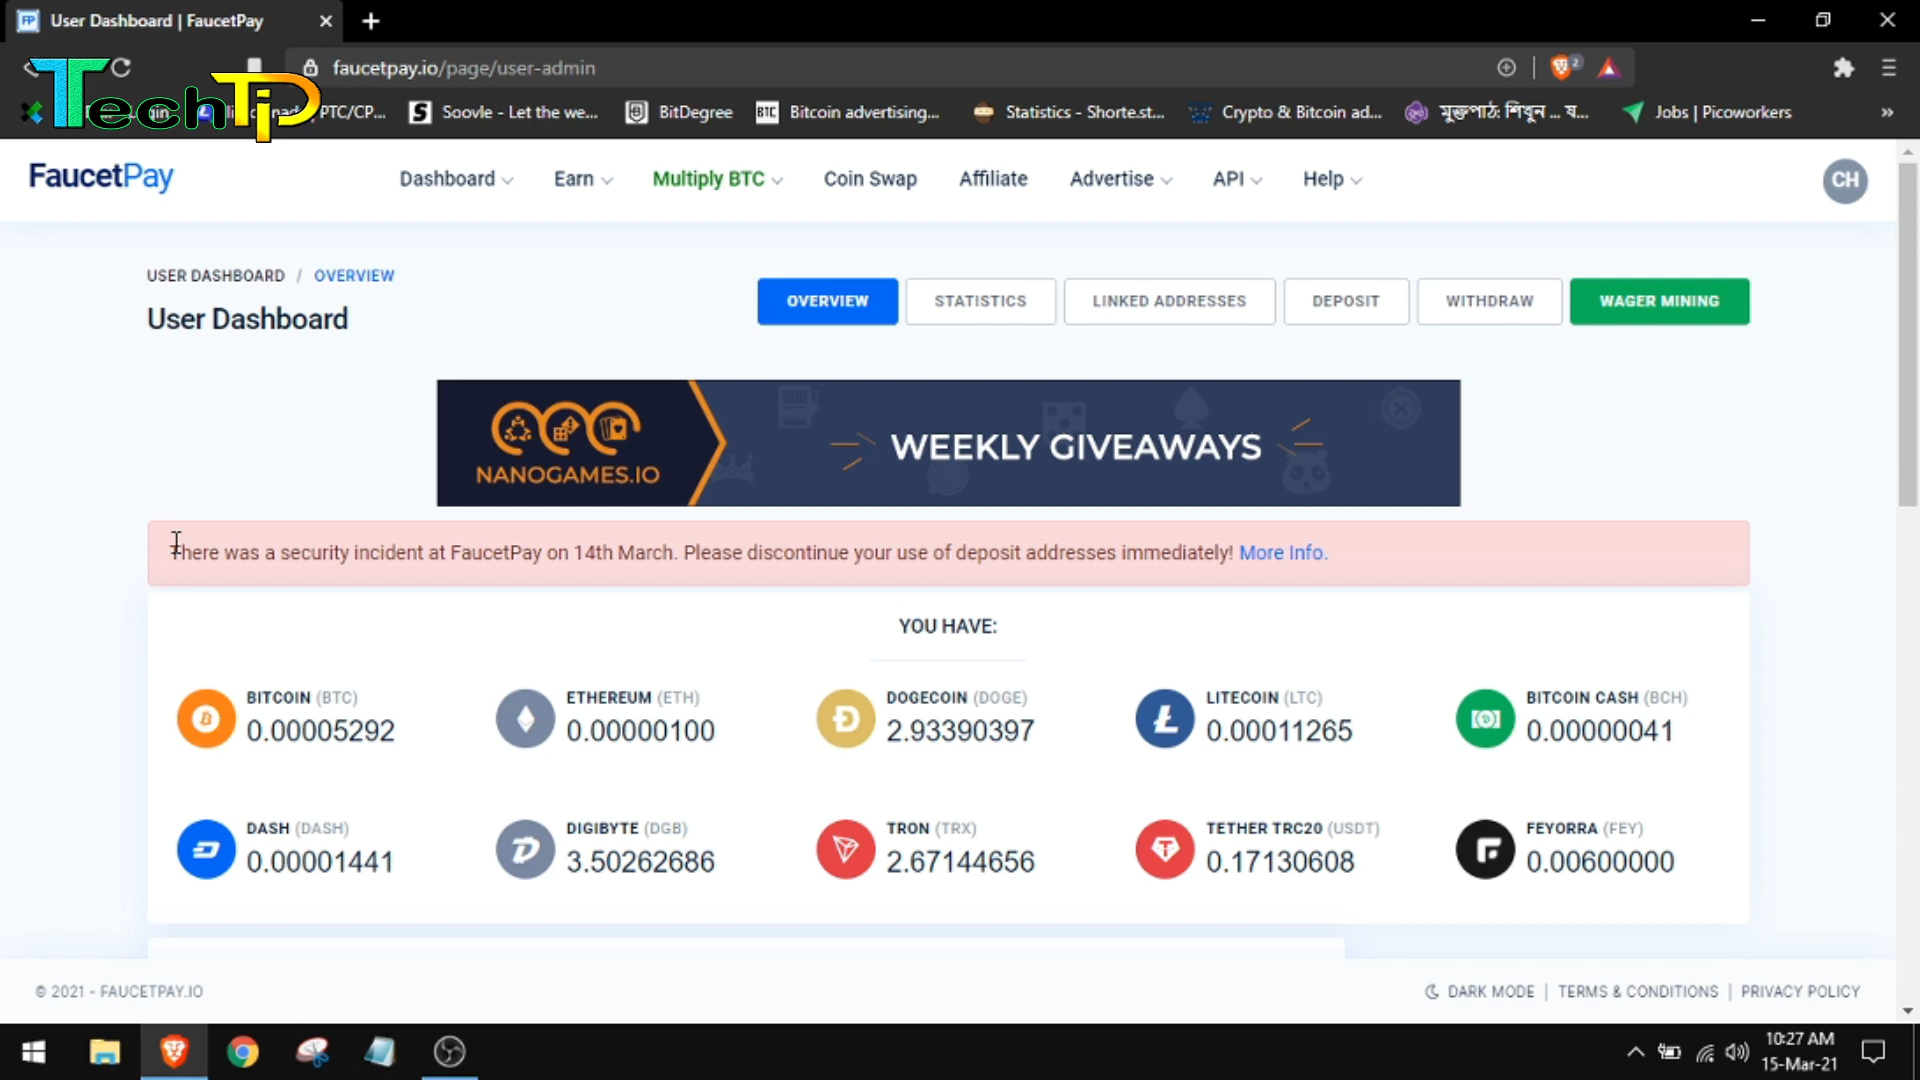 User Dashboard | FaucetPay
faucetpay.io/page/user-admin
2
TechTip
Login
PTC/CP...
Soovle - Let the we...
BitDegree
Bitcoin advertising...
Statistics - Shorte.st...
Crypto & Bitcoin ad...
মুক্তপাঠ: শিখুন ... য...
Jobs | Picoworkers
FaucetPay
Dashboard
Earn
Multiply BTC
Coin Swap
Affiliate
Advertise
API
Help
CH
USER DASHBOARD / OVERVIEW
User Dashboard
OVERVIEW
STATISTICS
LINKED ADDRESSES
DEPOSIT
WITHDRAW
WAGER MINING
NANOGAMES.IO
WEEKLY GIVEAWAYS
There was a security incident at FaucetPay on 14th March. Please discontinue your use of deposit addresses immediately! More Info.
YOU HAVE:
BITCOIN (BTC)
0.00005292
ETHEREUM (ETH)
0.00000100
DOGECOIN (DOGE)
2.93390397
LITECOIN (LTC)
0.00011265
BITCOIN CASH (BCH)
0.00000041
DASH (DASH)
0.00001441
DIGIBYTE (DGB)
3.50262686
TRON (TRX)
2.67144656
TETHER TRC20 (USDT)
0.17130608
FEYORRA (FEY)
0.00600000
© 2021 - FAUCETPAY.IO
DARK MODE | TERMS & CONDITIONS | PRIVACY POLICY
10:27 AM
15-Mar-21